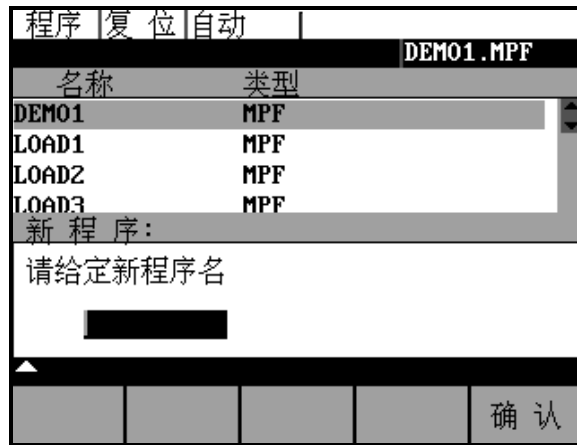 程序 复 位 自动
DEMO1.MPF
名称 类型
DEMO1 MPF
LOAD1 MPF
LOAD2 MPF
LOAD3 MPF
新 程 序:
请给定新程序名
确 认